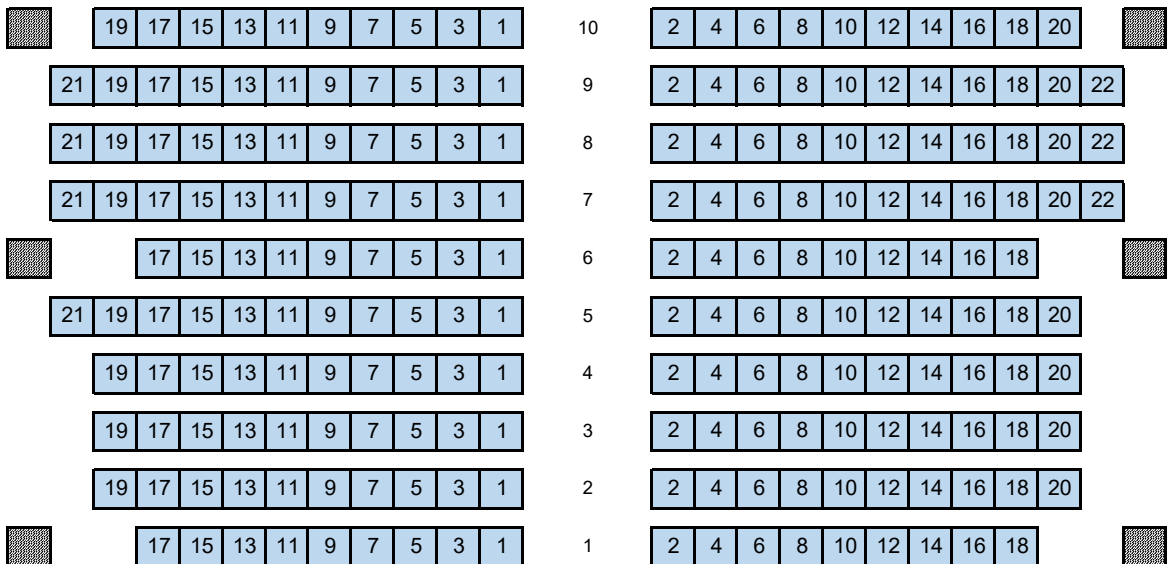 19 17 15 13 11 9 7 5 3 1 10 2 4 6 8 10 12 14 16 18 20
21 19 17 15 13 11 9 7 5 3 1 9 2 4 6 8 10 12 14 16 18 20 22
21 19 17 15 13 11 9 7 5 3 1 8 2 4 6 8 10 12 14 16 18 20 22
21 19 17 15 13 11 9 7 5 3 1 7 2 4 6 8 10 12 14 16 18 20 22
17 15 13 11 9 7 5 3 1 6 2 4 6 8 10 12 14 16 18
21 19 17 15 13 11 9 7 5 3 1 5 2 4 6 8 10 12 14 16 18 20
19 17 15 13 11 9 7 5 3 1 4 2 4 6 8 10 12 14 16 18 20
19 17 15 13 11 9 7 5 3 1 3 2 4 6 8 10 12 14 16 18 20
19 17 15 13 11 9 7 5 3 1 2 2 4 6 8 10 12 14 16 18 20
17 15 13 11 9 7 5 3 1 1 2 4 6 8 10 12 14 16 18